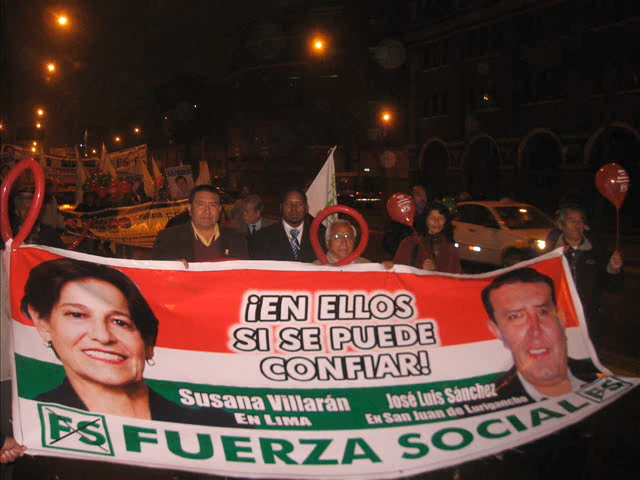 ¡EN ELLOS
SI SE PUEDE
CONFIAR!
Susana Villarán
EN LIMA
José Luis Sánchez
En San Juan de Lurigancho
FS
FUERZA SOCIAL
FS